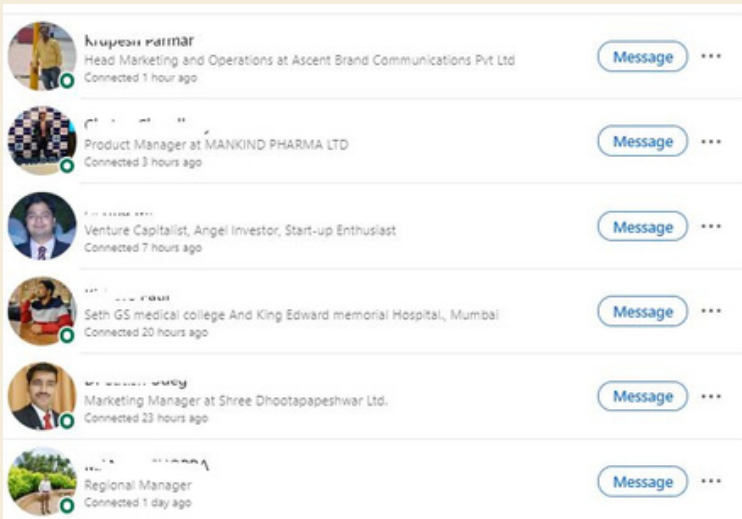 Head Marketing and Operations at Ascent Brand Communications Pvt Ltd
Connected 1 hour ago
Message
Product Manager at MANKIND PHARMA LTD
Connected 3 hours ago
Message
Venture Capitalist, Angel Investor, Start-up Enthusiast
Connected 7 hours ago
Message
Seth GS medical college And King Edward memorial Hospital, Mumbai
Connected 20 hours ago
Message
Marketing Manager at Shree Dhootapapeshwar Ltd.
Connected 23 hours ago
Message
Regional Manager
Connected 1 day ago
Message